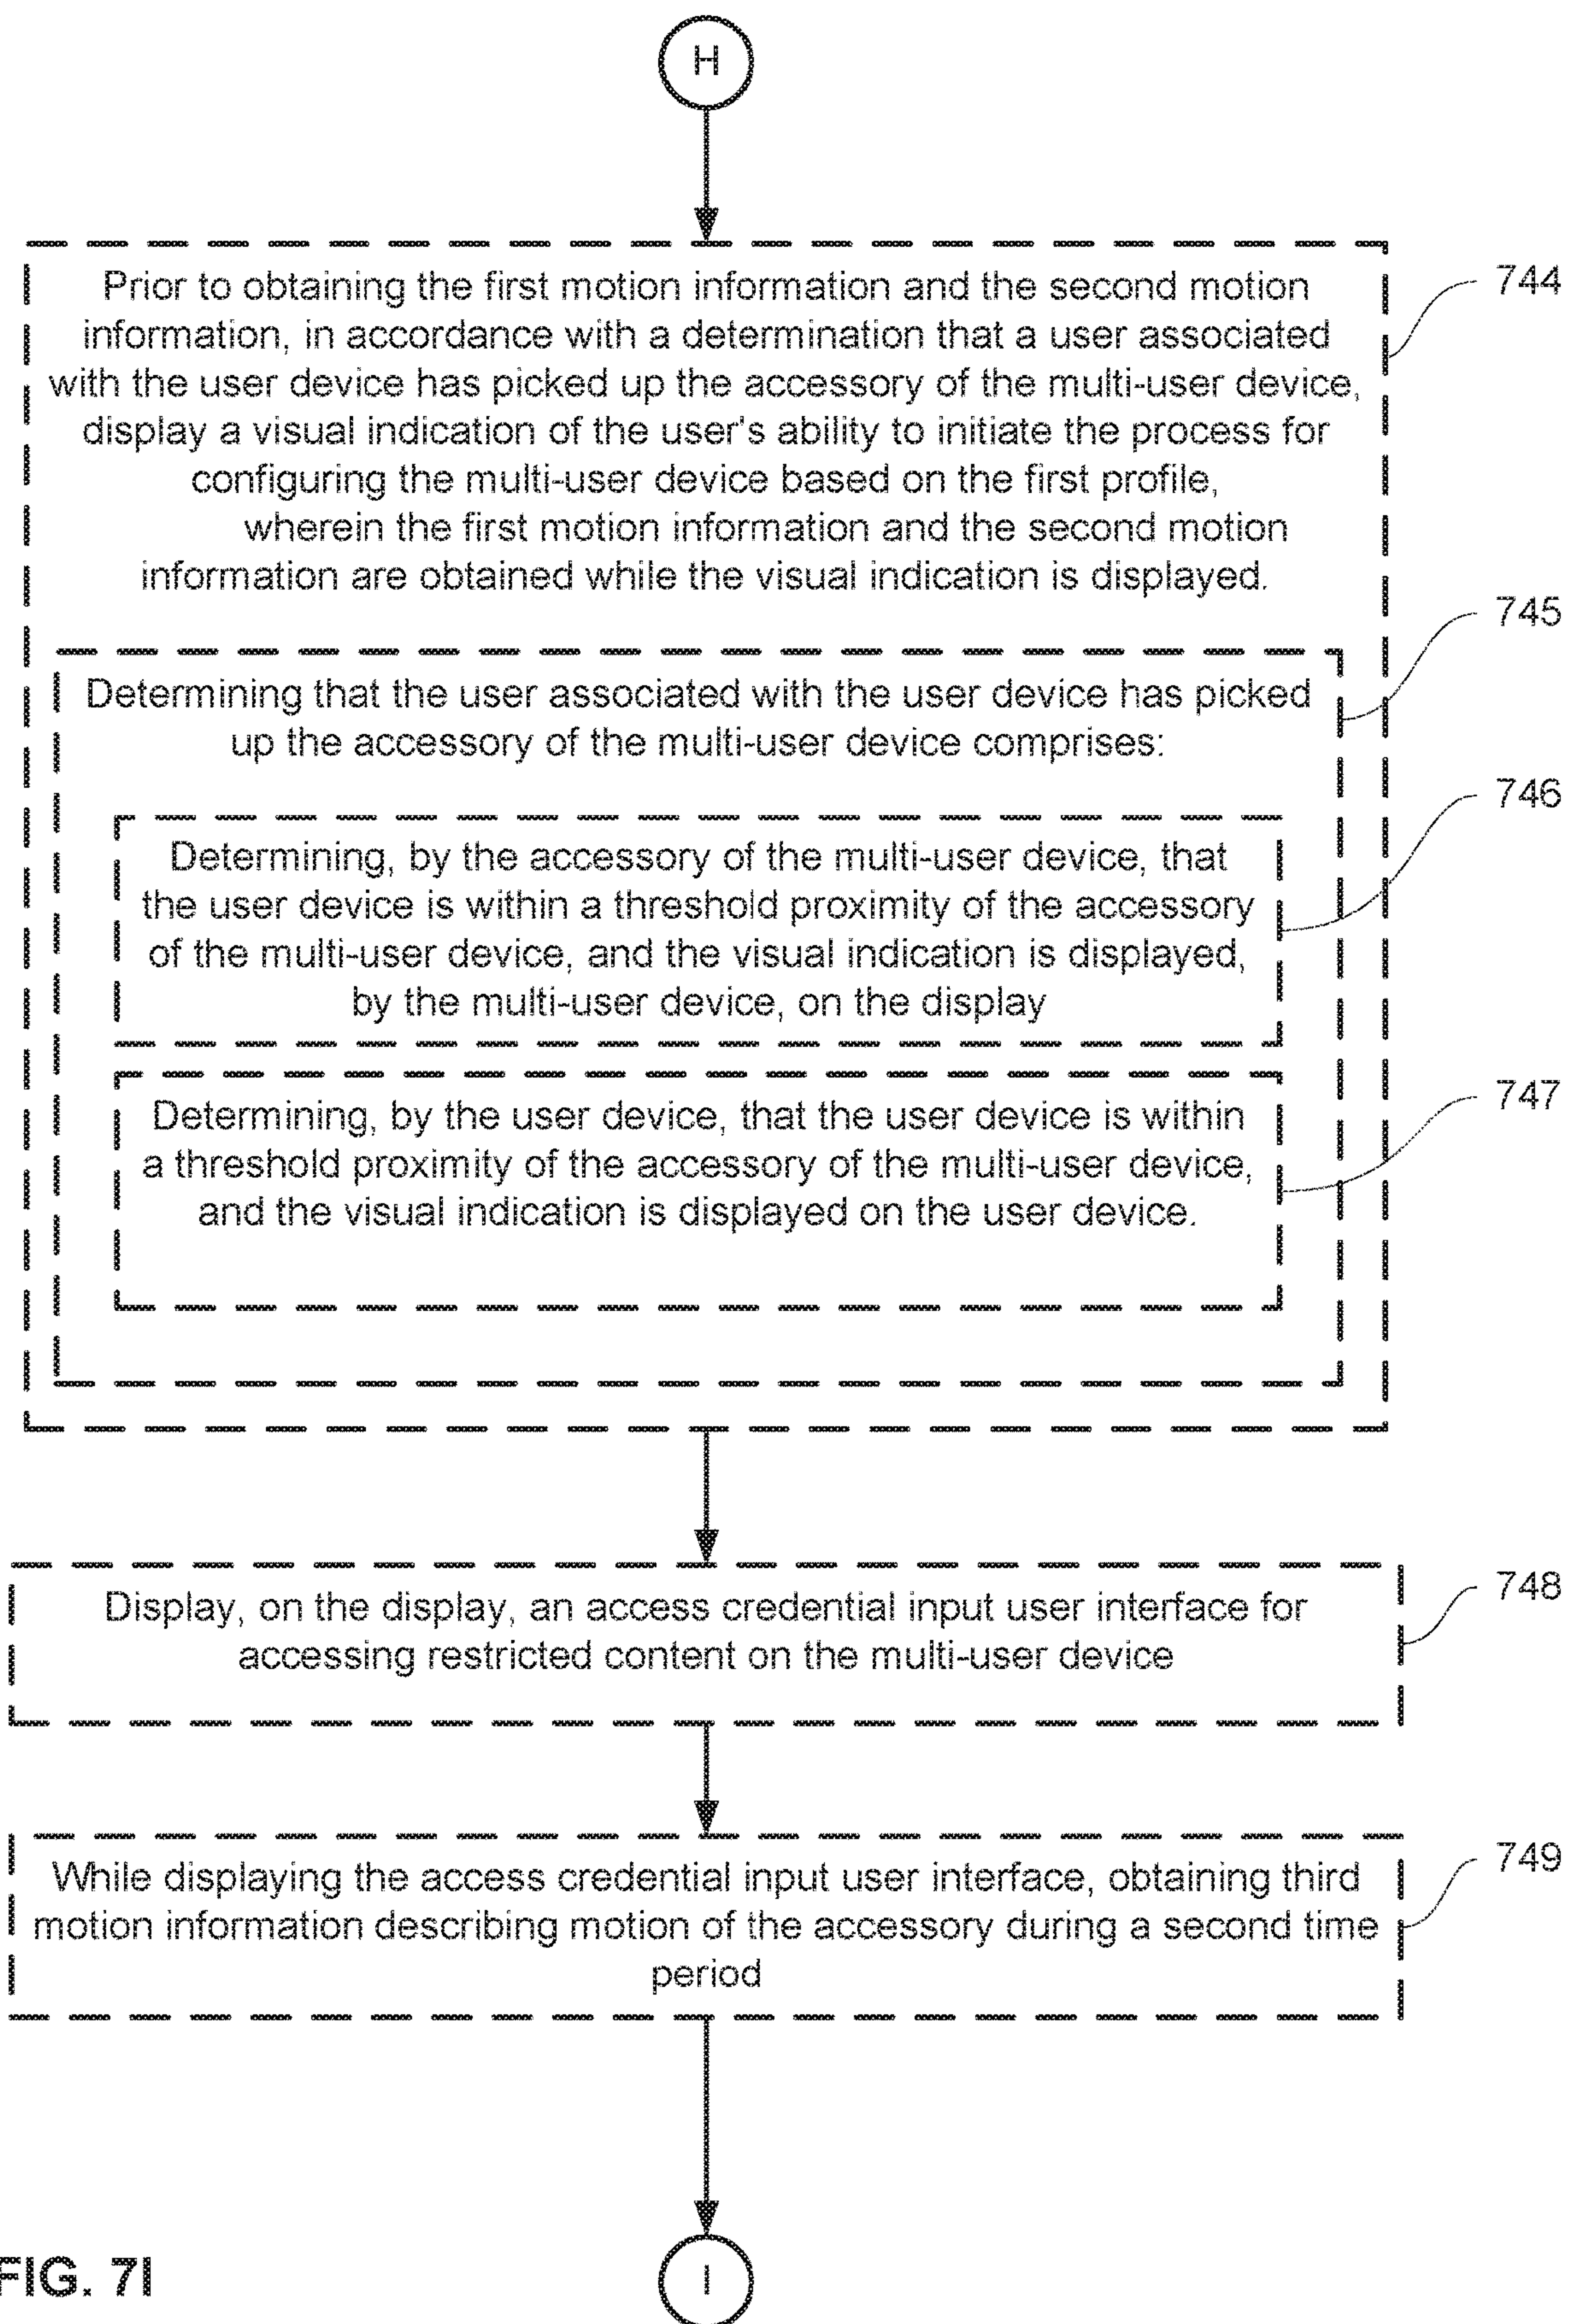 H
Prior to obtaining the first motion information and the second motion
information, in accordance with a determination that a user associated
with the user device has picked up the accessory of the multi-user device,
display a visual indication of the user's ability to initiate the process for
configuring the multi-user device based on the first profile,
wherein the first motion information and the second motion
information are obtained while the visual indication is displayed.
744
745
Determining that the user associated with the user device has picked
up the accessory of the multi-user device comprises:
746
Determining, by the accessory of the multi-user device, that
the user device is within a threshold proximity of the accessory
of the multi-user device, and the visual indication is displayed,
by the multi-user device, on the display
747
Determining, by the user device, that the user device is within
a threshold proximity of the accessory of the multi-user device,
and the visual indication is displayed on the user device.
748
Display, on the display, an access credential input user interface for
accessing restricted content on the multi-user device
749
While displaying the access credential input user interface, obtaining third
motion information describing motion of the accessory during a second time
period
I
FIG. 7I